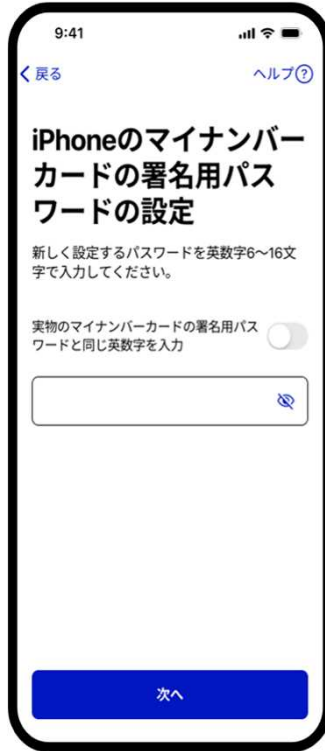 9:41
戻る
ヘルプ?
iPhoneのマイナンバー
カードの署名用パス
ワードの設定
新しく設定するパスワードを英数字6〜16文
字で入力してください。
実物のマイナンバーカードの署名用パス
ワードと同じ英数字を入力
次へ